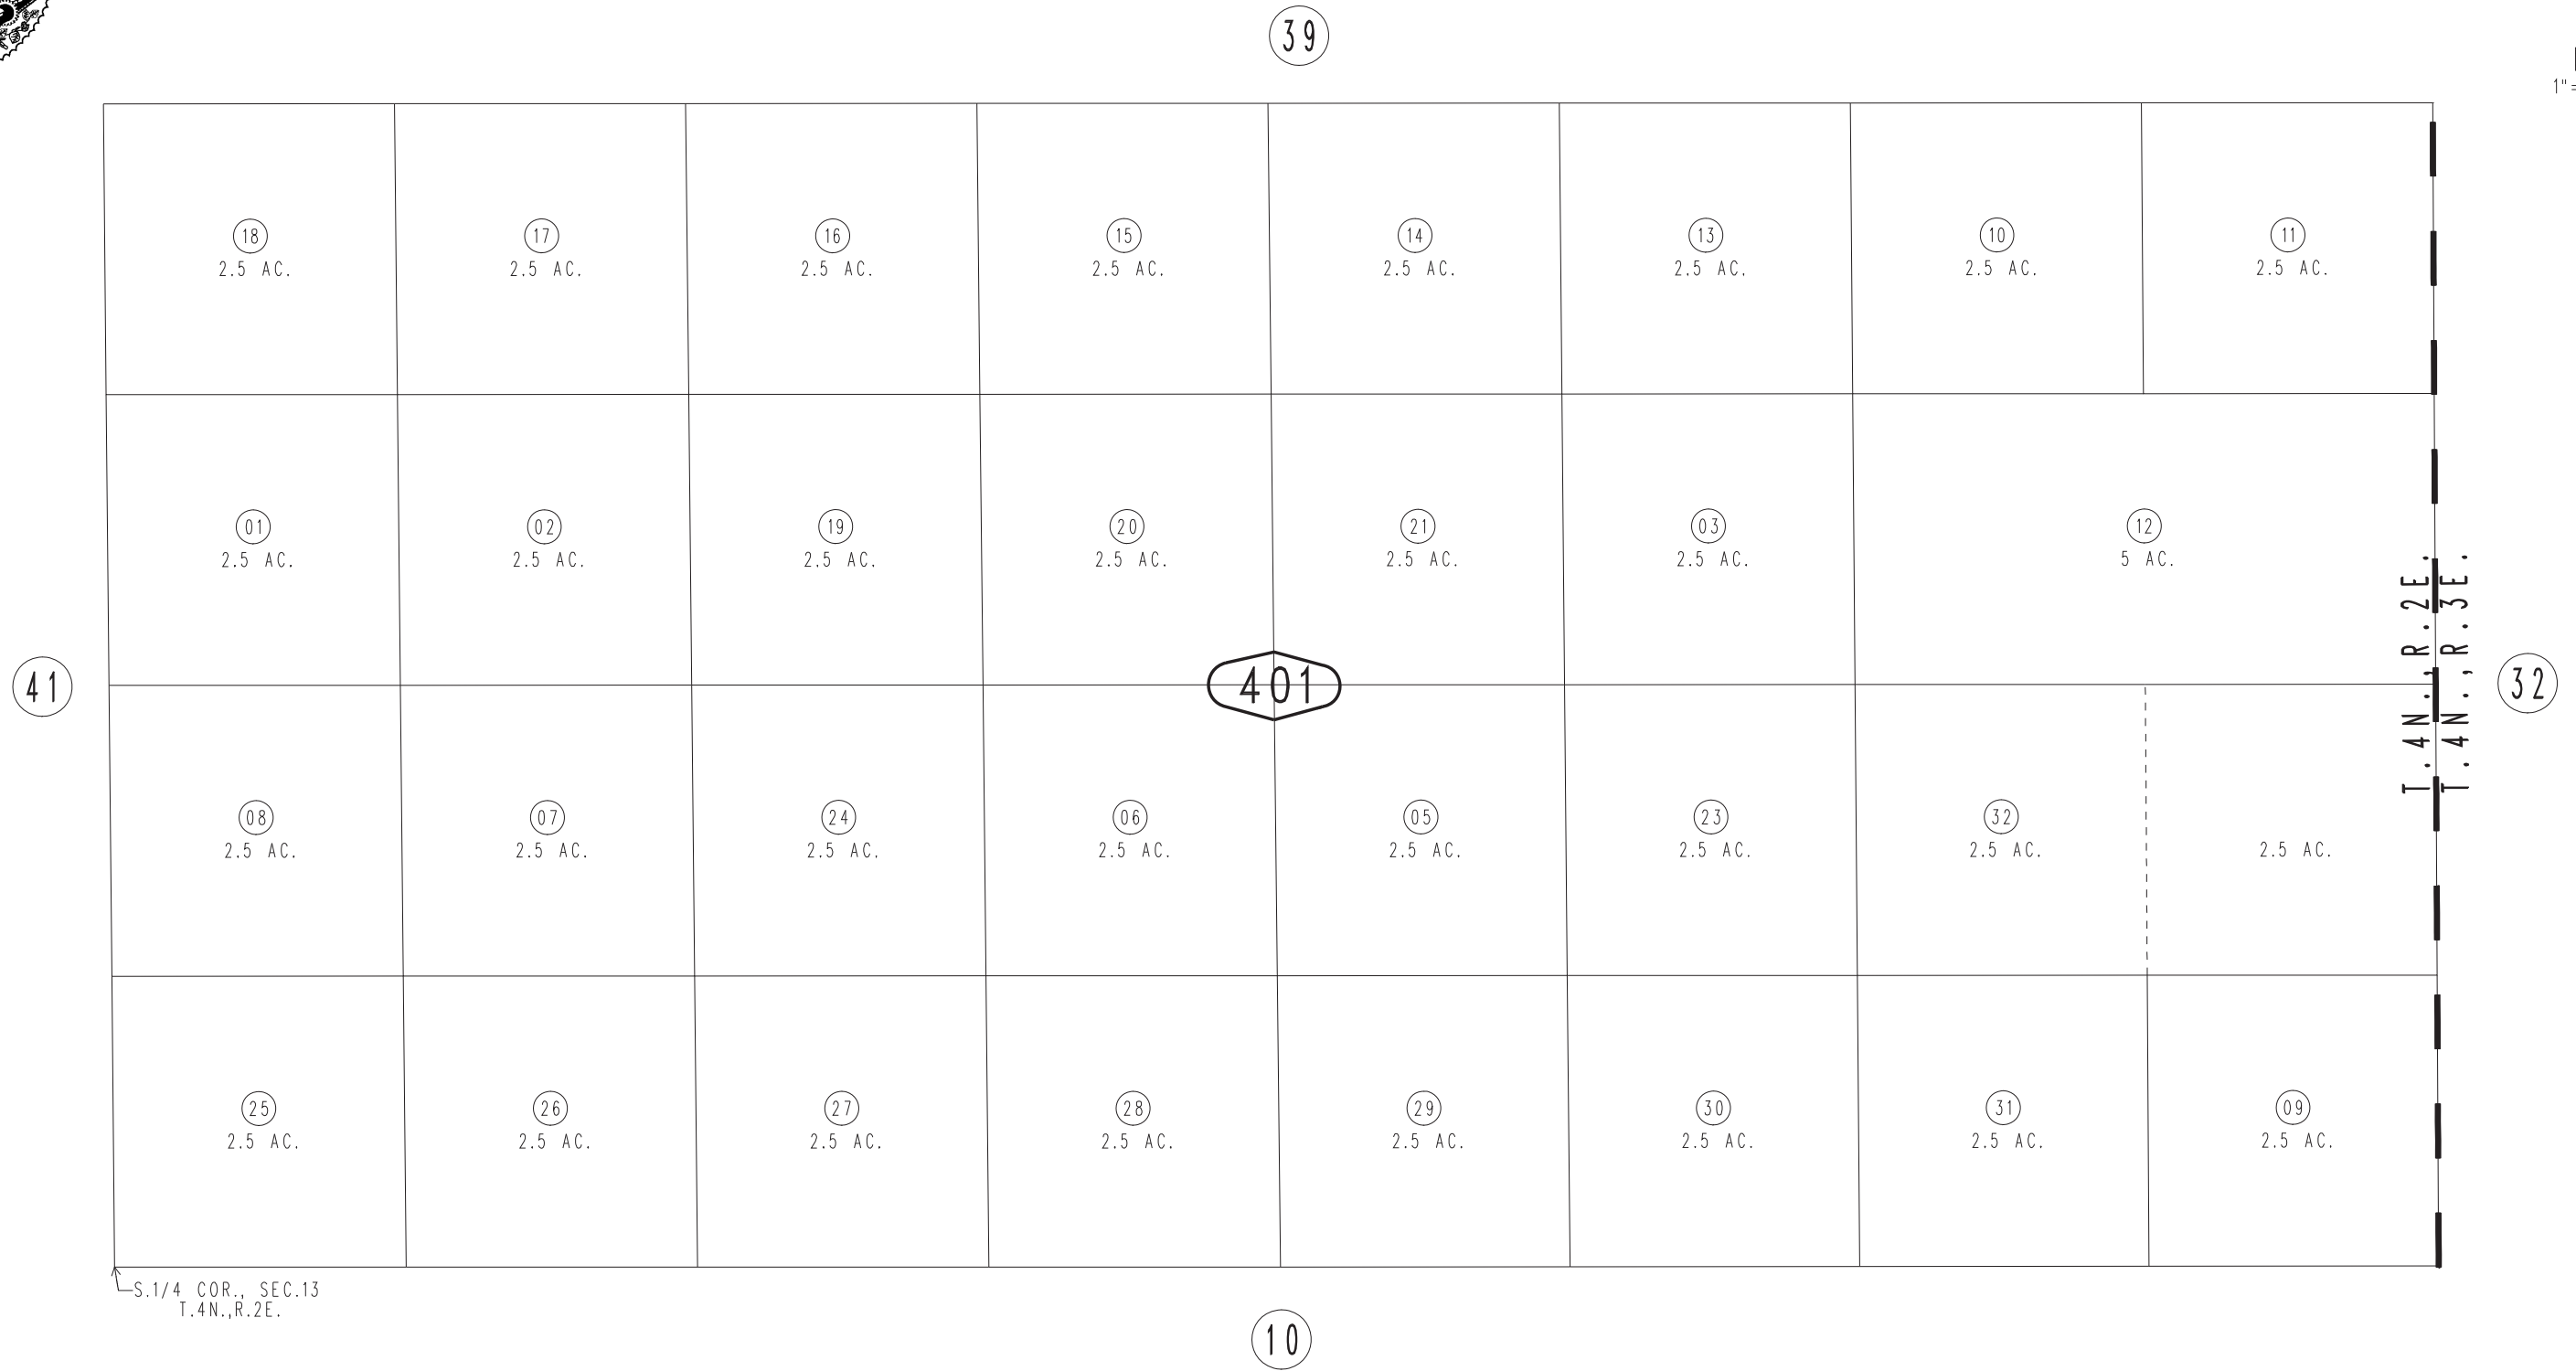 39
1"=
18 17 16 15 14 13 10 11
2.5 AC. 2.5 AC. 2.5 AC. 2.5 AC. 2.5 AC. 2.5 AC. 2.5 AC. 2.5 AC.
01 02 19 20 21 03 12
2.5 AC. 2.5 AC. 2.5 AC. 2.5 AC. 2.5 AC. 2.5 AC. 5 AC.
T.4N.,R.2E.
T.4N.,R.3E.
41 401 32
08 07 24 06 05 23 32
2.5 AC. 2.5 AC. 2.5 AC. 2.5 AC. 2.5 AC. 2.5 AC. 2.5 AC. 2.5 AC.
25 26 27 28 29 30 31 09
2.5 AC. 2.5 AC. 2.5 AC. 2.5 AC. 2.5 AC. 2.5 AC. 2.5 AC. 2.5 AC.
S.1/4 COR., SEC.13
T.4N.,R.2E.
10